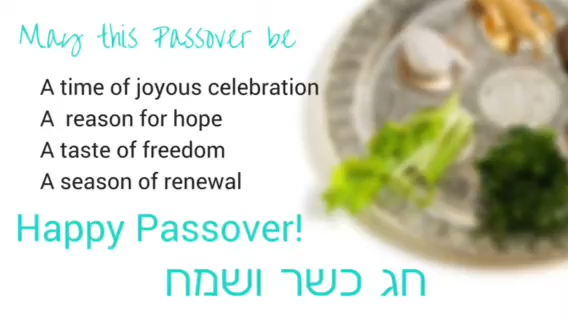 May this Passover be
A time of joyous celebration
A  reason for hope
A taste of freedom
A season of renewal
Happy Passover!
חג כשר ושמח